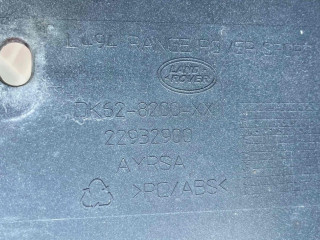 L494 RANGE ROVER SPORT
LAND
ROVER
DK62-8200-XX
22932900
AYRSA
>PC/ABS<